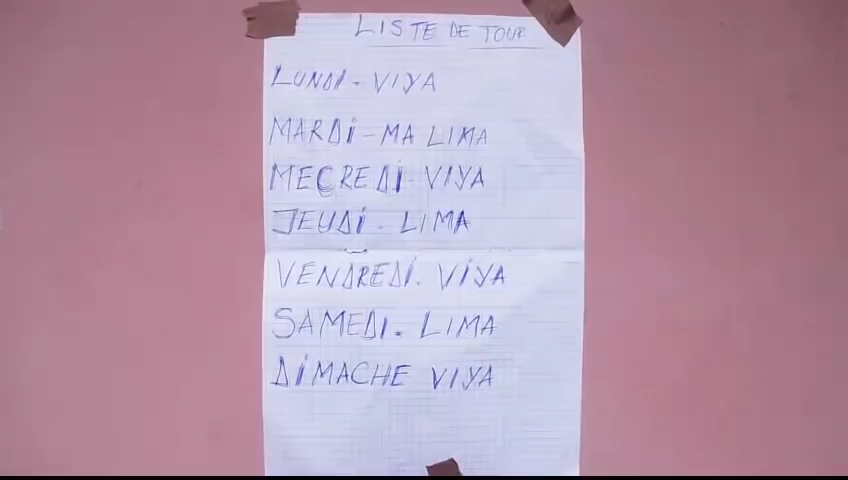 LISTE DE TOUR
LUNDI - VIYA
MARDI - MA LIMA
MECREDI - VIYA
JEUDI - LIMA
VENDREDI. VIYA
SAMEDI. LIMA
DIMACHE VIYA